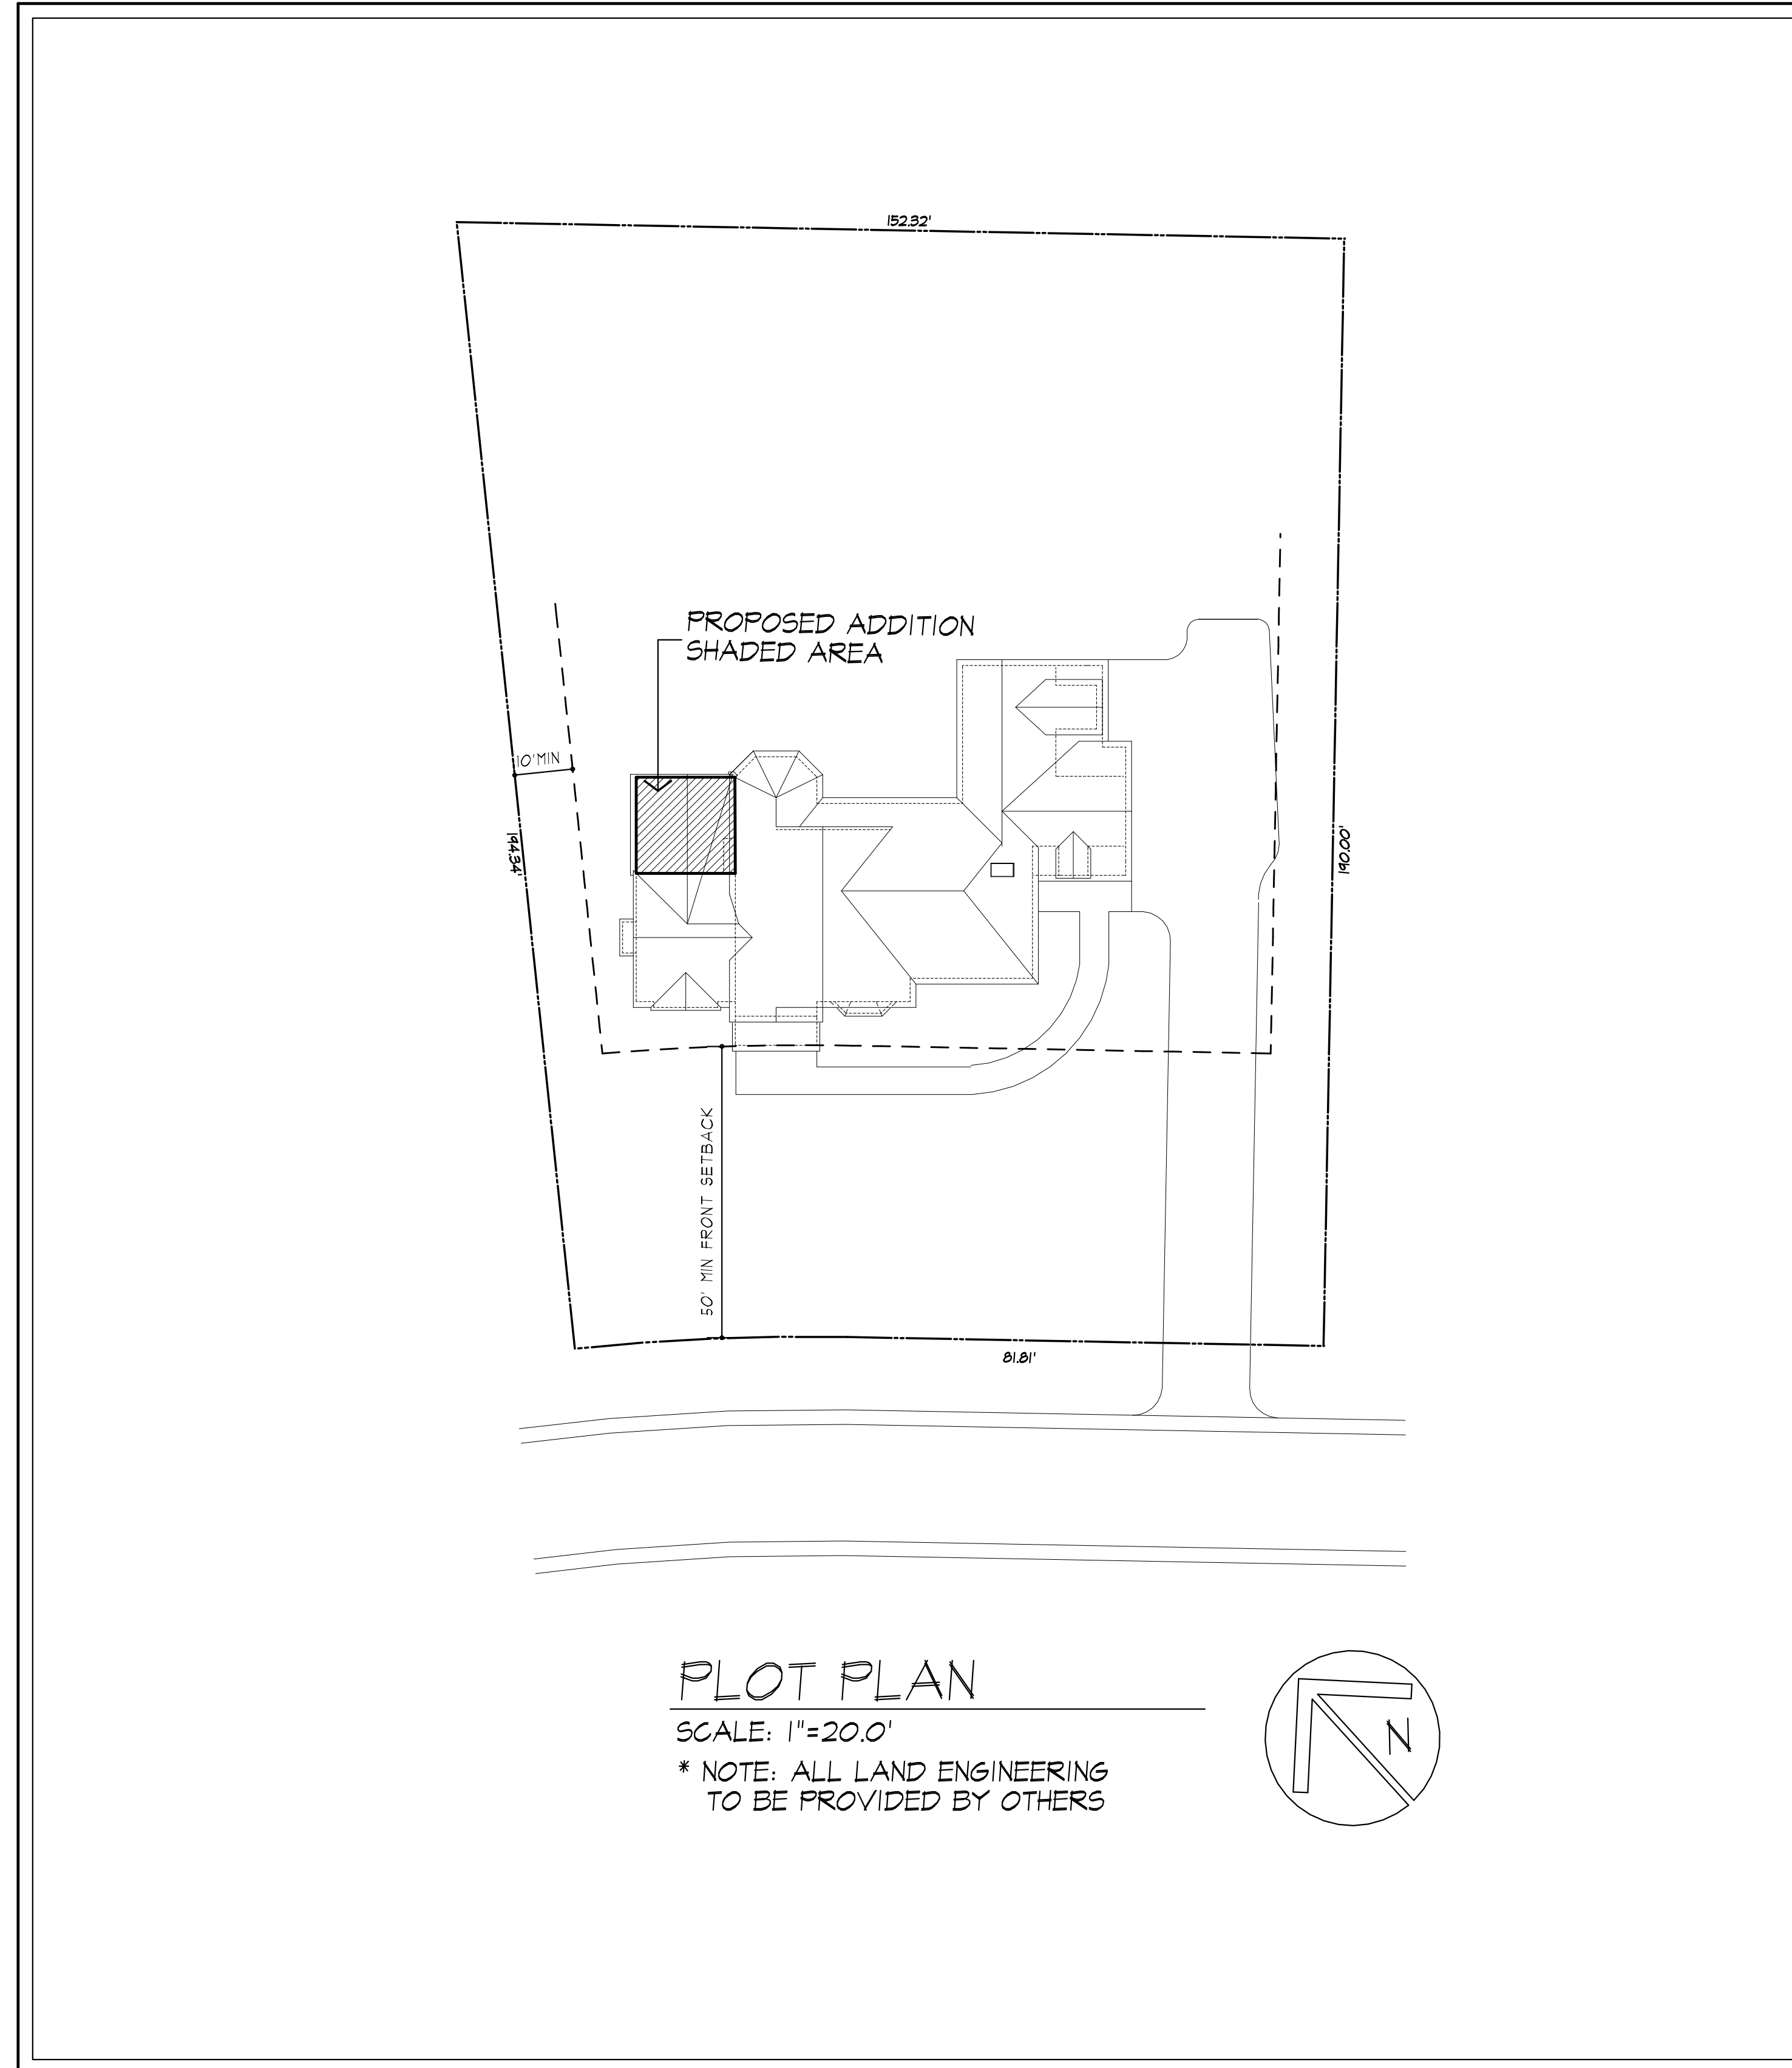 152.32'
PROPOSED ADDITION
SHADED AREA
10' MIN
194.34'
190.00'
50' MIN FRONT SETBACK
81.81'
PLOT PLAN
SCALE: 1"=20.0'
* NOTE: ALL LAND ENGINEERING
TO BE PROVIDED BY OTHERS
N